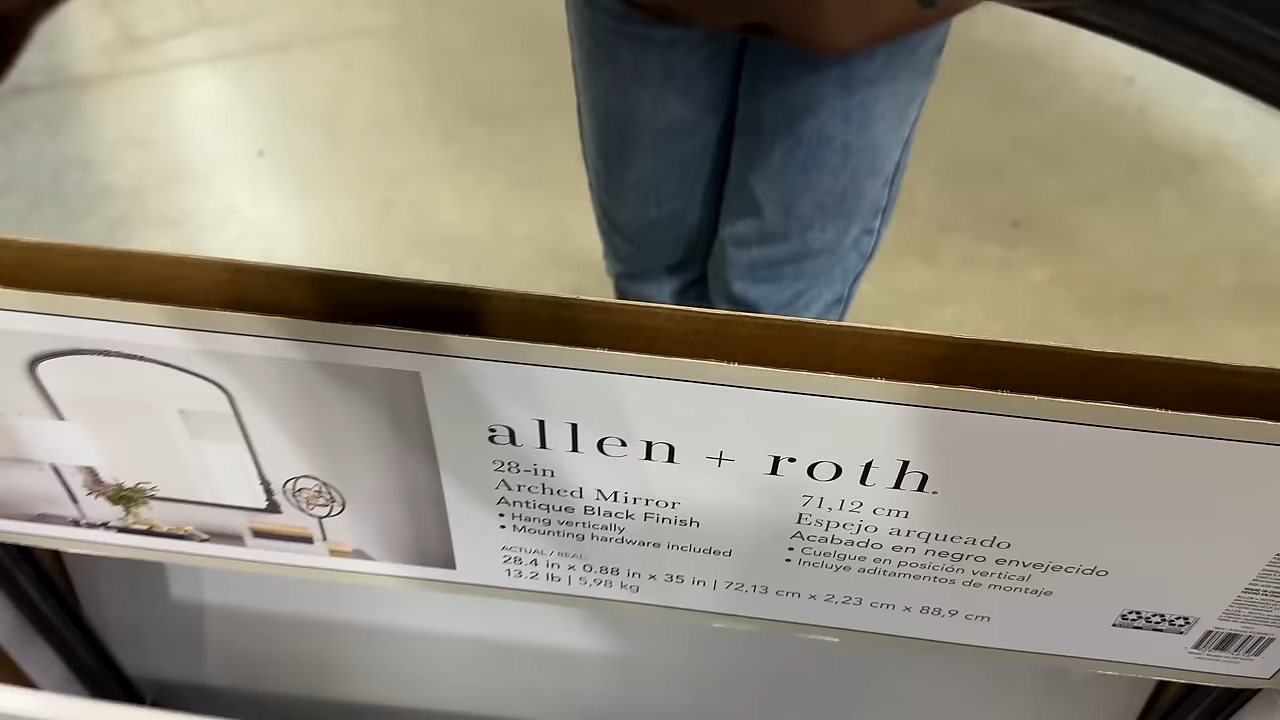 allen + roth
28-in
Arched Mirror
Antique Black Finish
• Hang vertically
• Mounting hardware included
71,12 cm
Espejo arqueado
Acabado en negro envejecido
• Cuelgue en posición vertical
• Incluye aditamentos de montaje
ACTUAL / REAL:
28.4 in x 0.88 in x 35 in | 72,13 cm x 2,23 cm x 88,9 cm
13.2 lb | 5,98 kg